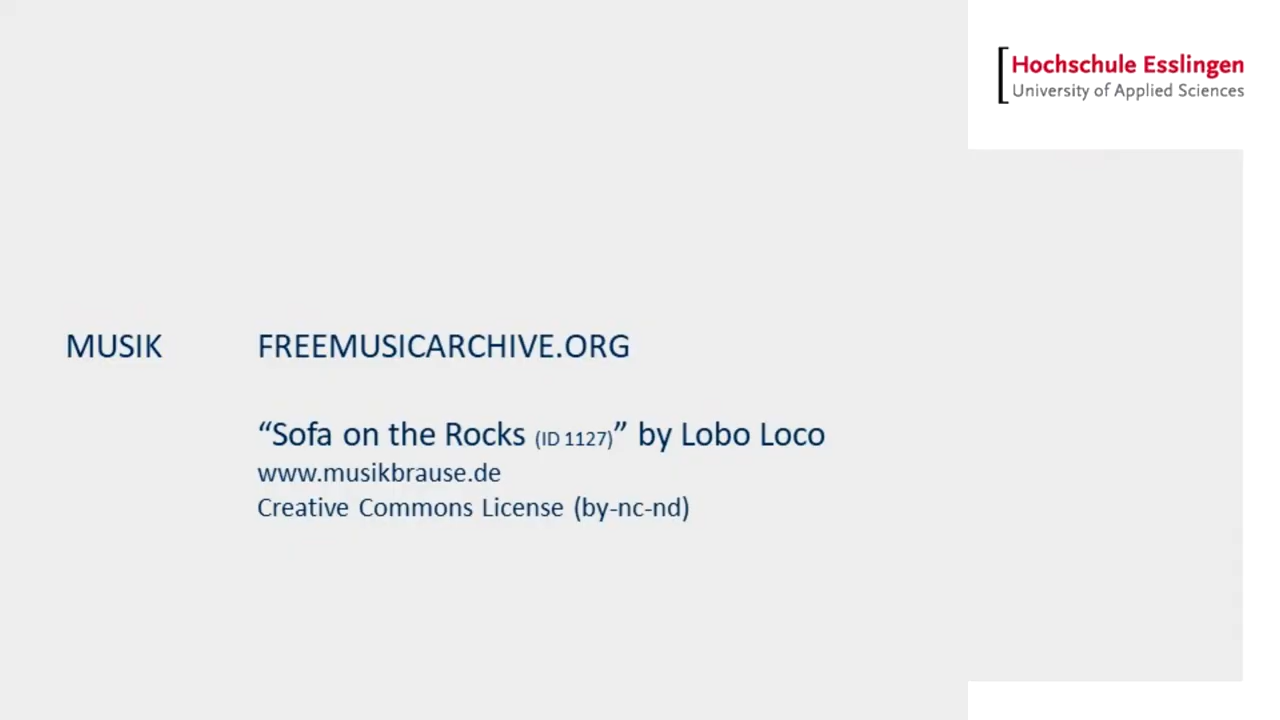 Hochschule Esslingen
University of Applied Sciences
MUSIK FREEMUSICARCHIVE.ORG
“Sofa on the Rocks (ID 1127)” by Lobo Loco
www.musikbrause.de
Creative Commons License (by-nc-nd)